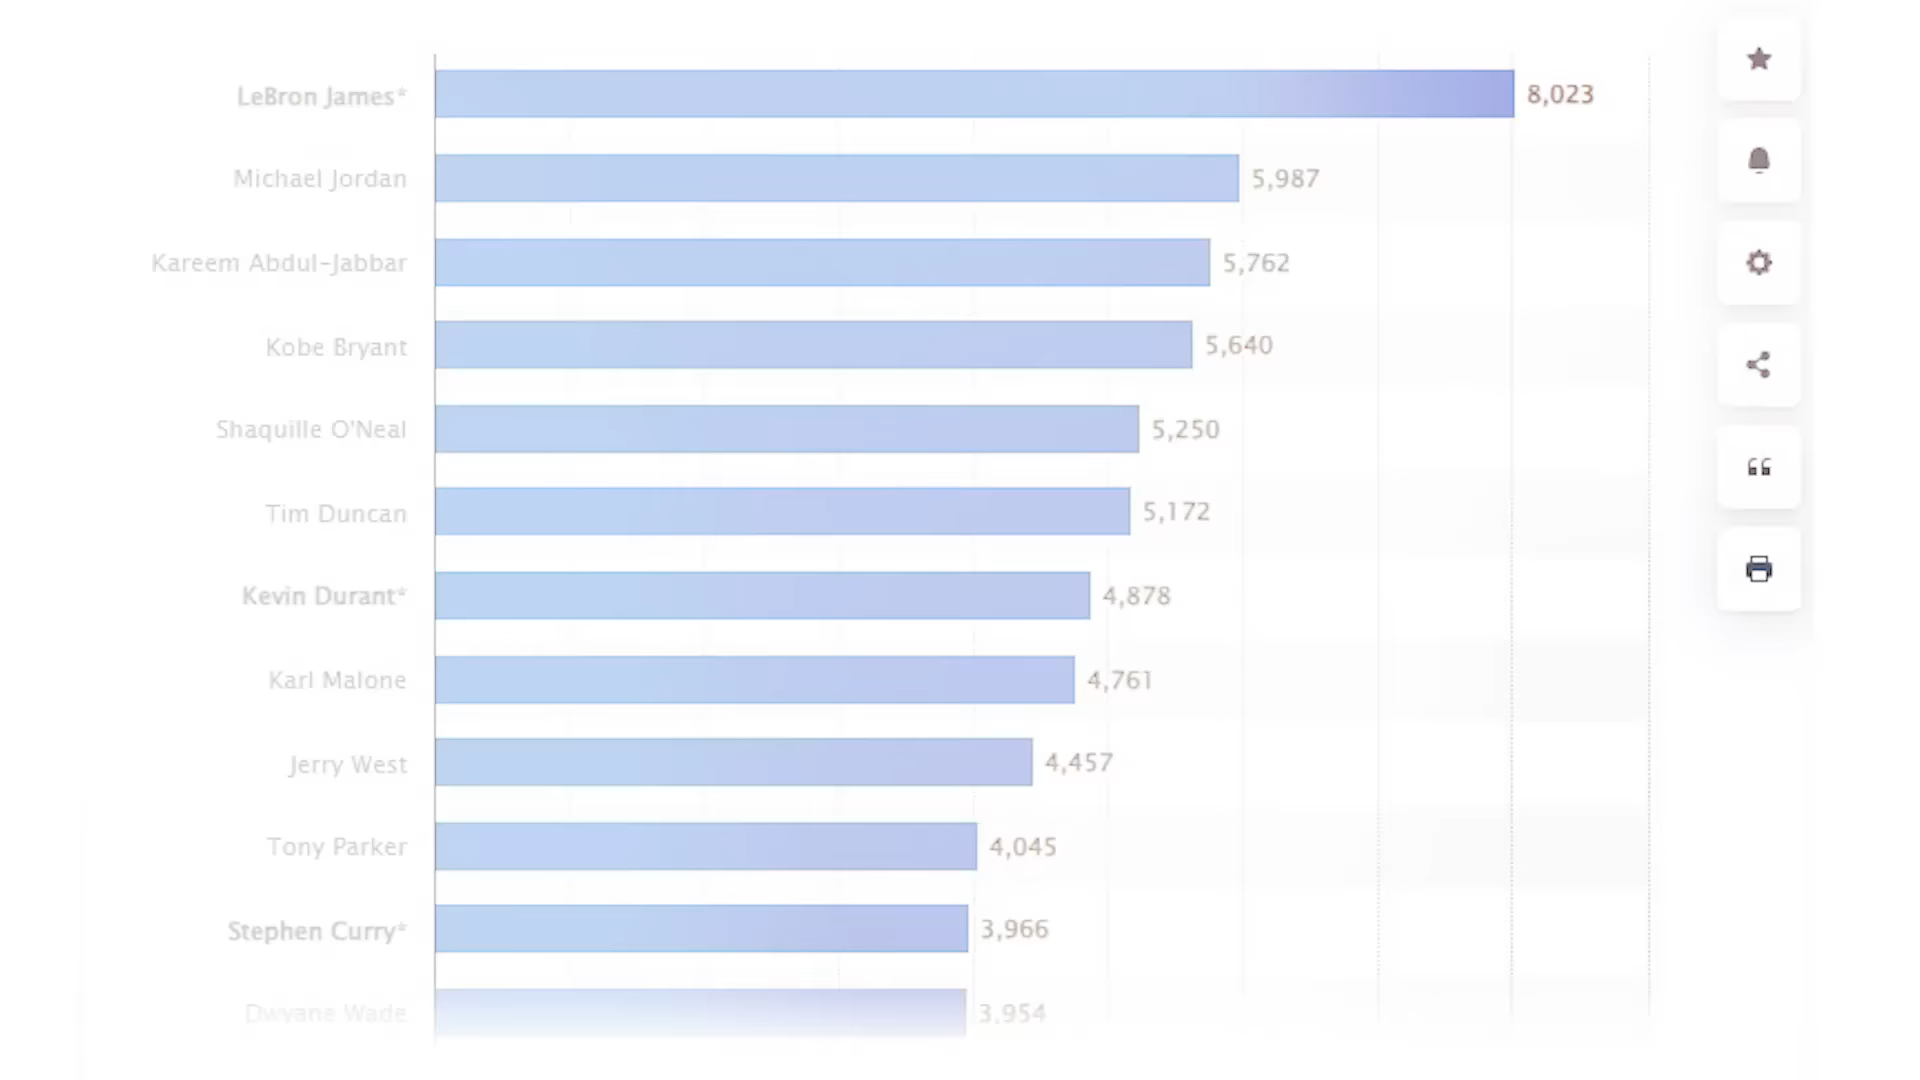 LeBron James* 8,023
Michael Jordan 5,987
Kareem Abdul-Jabbar 5,762
Kobe Bryant 5,640
Shaquille O'Neal 5,250
Tim Duncan 5,172
Kevin Durant* 4,878
Karl Malone 4,761
Jerry West 4,457
Tony Parker 4,045
Stephen Curry* 3,966
Dwyane Wade 3,954